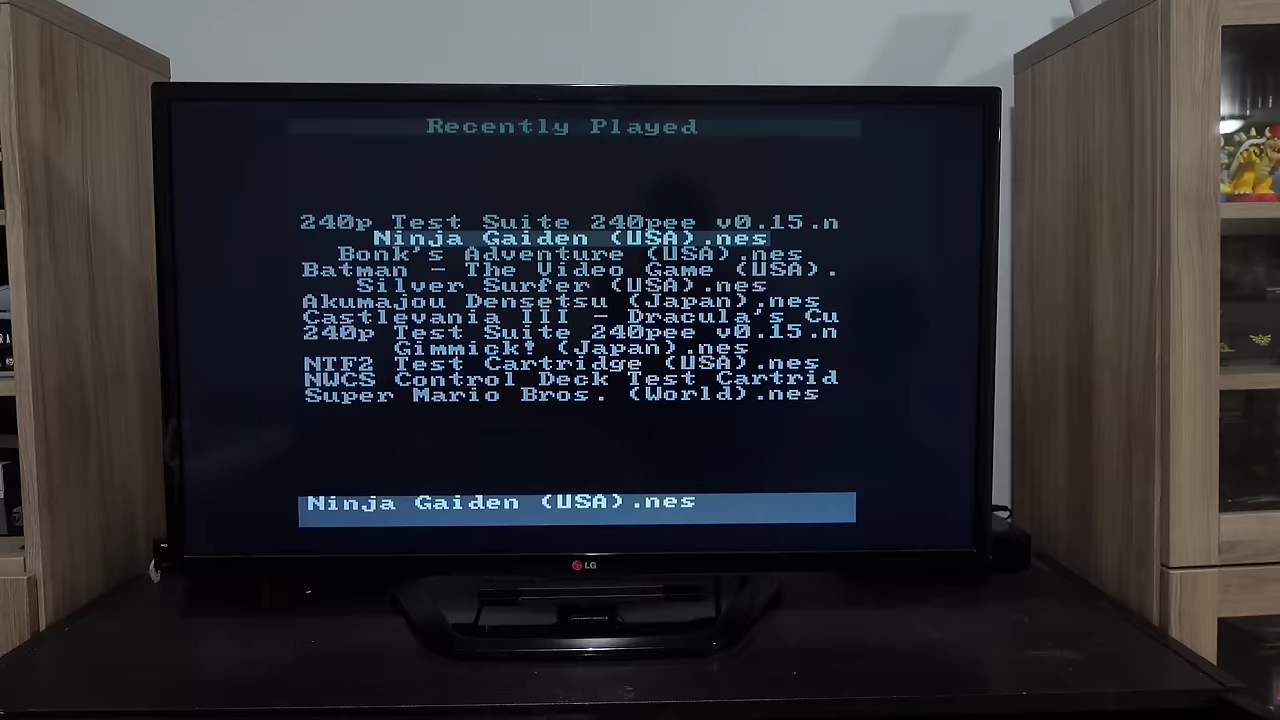 Recently Played
240p Test Suite 240pee v0.15.n
Ninja Gaiden (USA).nes
Bonk's Adventure (USA).nes
Batman - The Video Game (USA).
Silver Surfer (USA).nes
Akumajou Densetsu (Japan).nes
Castlevania III - Dracula's Cu
240p Test Suite 240pee v0.15.n
Gimmick! (Japan).nes
NTF2 Test Cartridge (USA).nes
NWCS Control Deck Test Cartrid
Super Mario Bros. (World).nes
Ninja Gaiden (USA).nes
LG